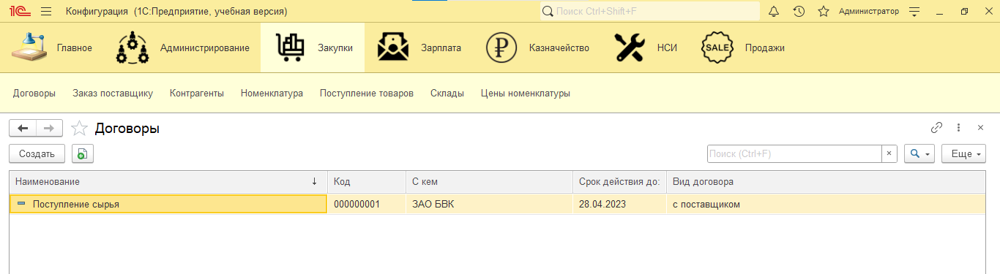 1С Конфигурация (1С:Предприятие, учебная версия) Поиск Ctrl+Shift+F Администратор
Главное Администрирование Закупки Зарплата Казначейство НСИ SALE Продажи
Договоры Заказ поставщику Контрагенты Номенклатура Поступление товаров Склады Цены номенклатуры
Договоры
Создать Поиск (Ctrl+F) × Еще
Наименование ↓ Код С кем Срок действия до: Вид договора
Поступление сырья 000000001 ЗАО БВК 28.04.2023 с поставщиком